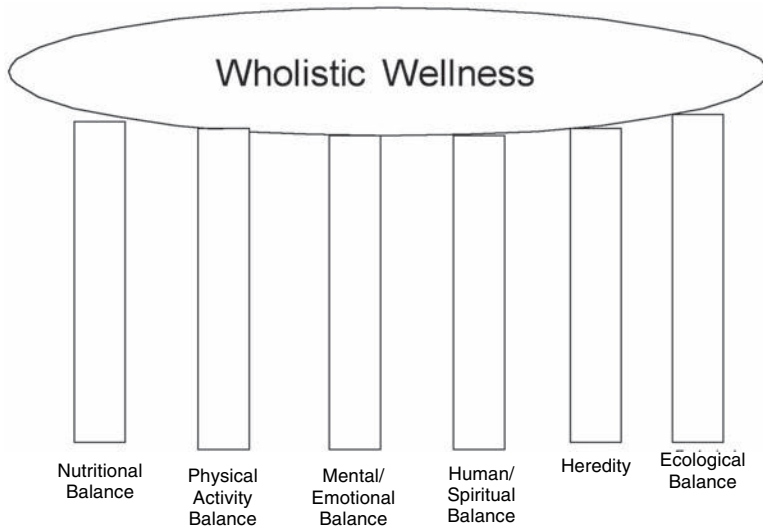 Wholistic Wellness
Nutritional
Balance
Physical
Activity
Balance
Mental/
Emotional
Balance
Human/
Spiritual
Balance
Heredity
Ecological
Balance